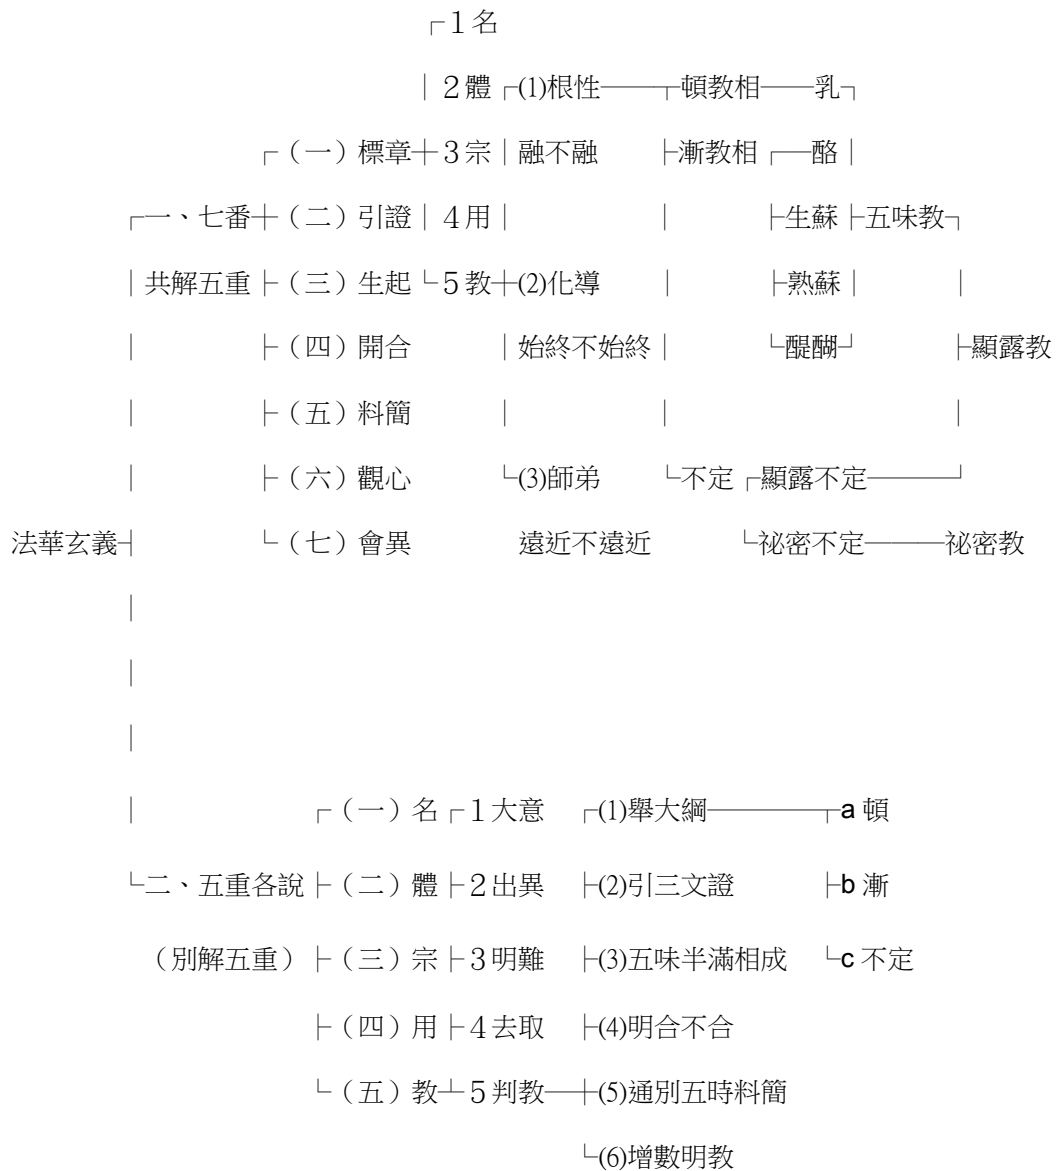 ┌1名
│2體┌(1)根性──┬頓教相──乳┐
┌(一)標章┼3宗│融不融 ├漸教相┌─酪│
┌一、七番┼(二)引證│4用│ │ ├生蘇├五味教┐
│共解五重├(三)生起└5教┼(2)化導 │ ├熟蘇│ │
│ ├(四)開合 │始終不始終│ └醍醐┘ ├顯露教
│ ├(五)料簡 │ │ │
│ ├(六)觀心 └(3)師弟 └不定┌顯露不定───┘
法華玄義┤ └(七)會異 遠近不遠近 └祕密不定───祕密教
│
│
│
│ ┌(一)名┌1大意 ┌(1)舉大綱────┬a頓
└二、五重各說├(二)體├2出異 ├(2)引三文證 ├b漸
(別解五重)├(三)宗├3明難 ├(3)五味半滿相成 └c不定
├(四)用├4去取 ├(4)明合不合
└(五)教┴5判教─┼(5)通別五時料簡
└(6)增數明教